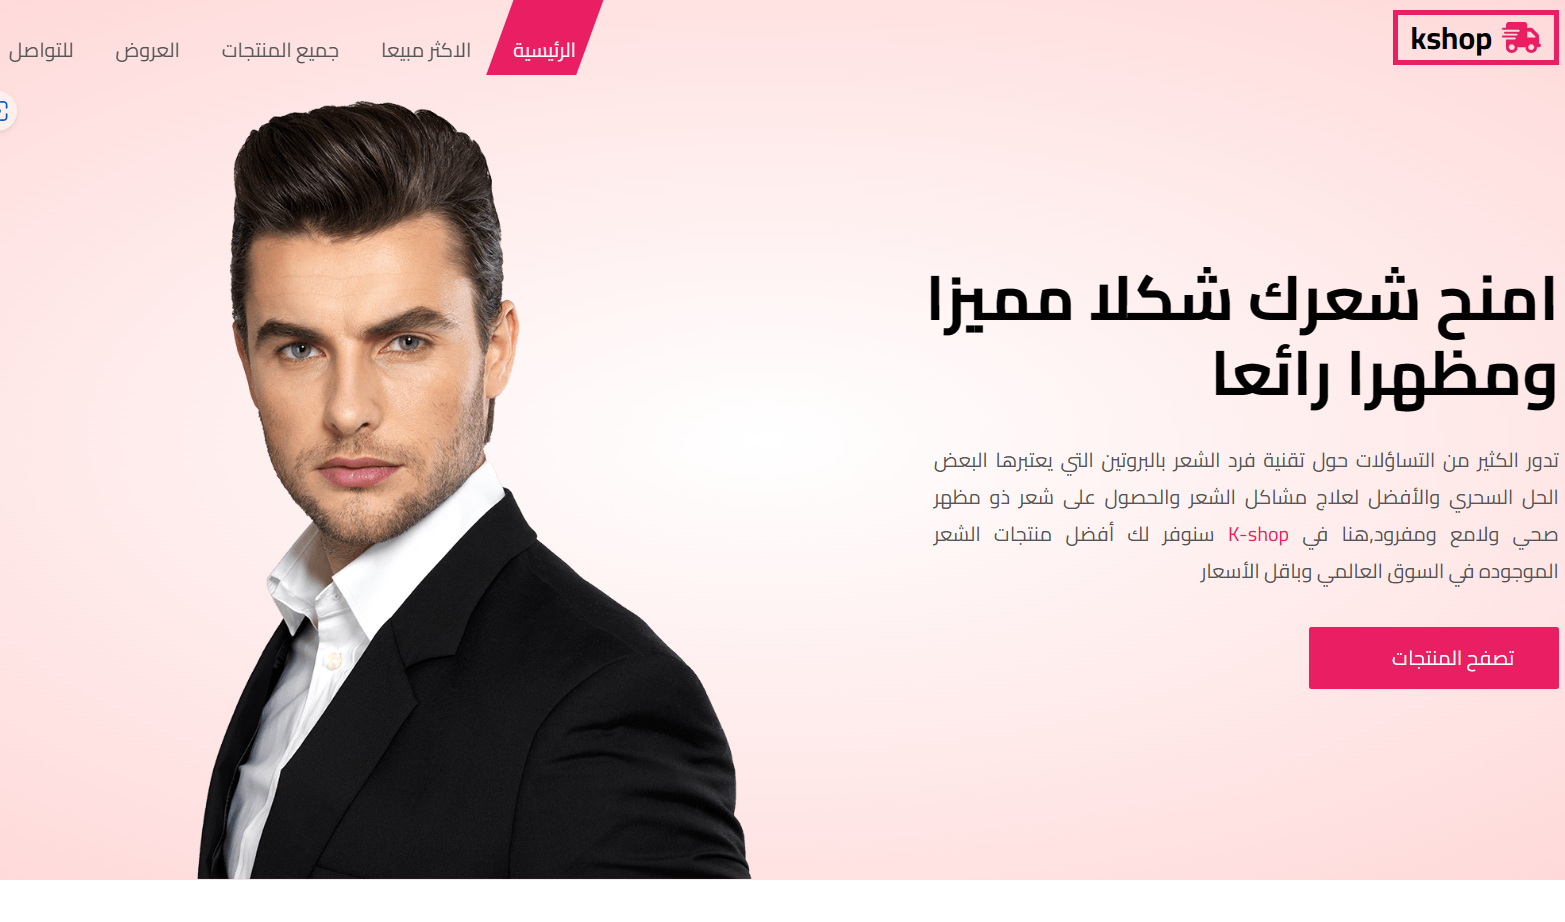 kshop
الرئيسية
الاكثر مبيعا
جميع المنتجات
العروض
للتواصل
امنح شعرك شكلا مميزا
ومظهرا رائعا
تدور الكثير من التساؤلات حول تقنية فرد الشعر بالبروتين التي يعتبرها البعض
الحل السحري والأفضل لعلاج مشاكل الشعر والحصول على شعر ذو مظهر
صحي ولامع ومفرود,هنا في K-shop سنوفر لك أفضل منتجات الشعر
الموجوده في السوق العالمي وباقل الأسعار
تصفح المنتجات